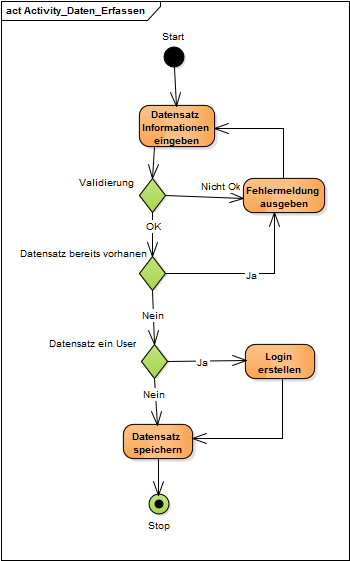 act Activity_Daten_Erfassen
Start
Datensatz
Informationen
eingeben
Validierung
Nicht Ok
Fehlermeldung
ausgeben
OK
Datensatz bereits vorhanen
Ja
Nein
Datensatz ein User
Ja
Login
erstellen
Nein
Datensatz
speichern
Stop